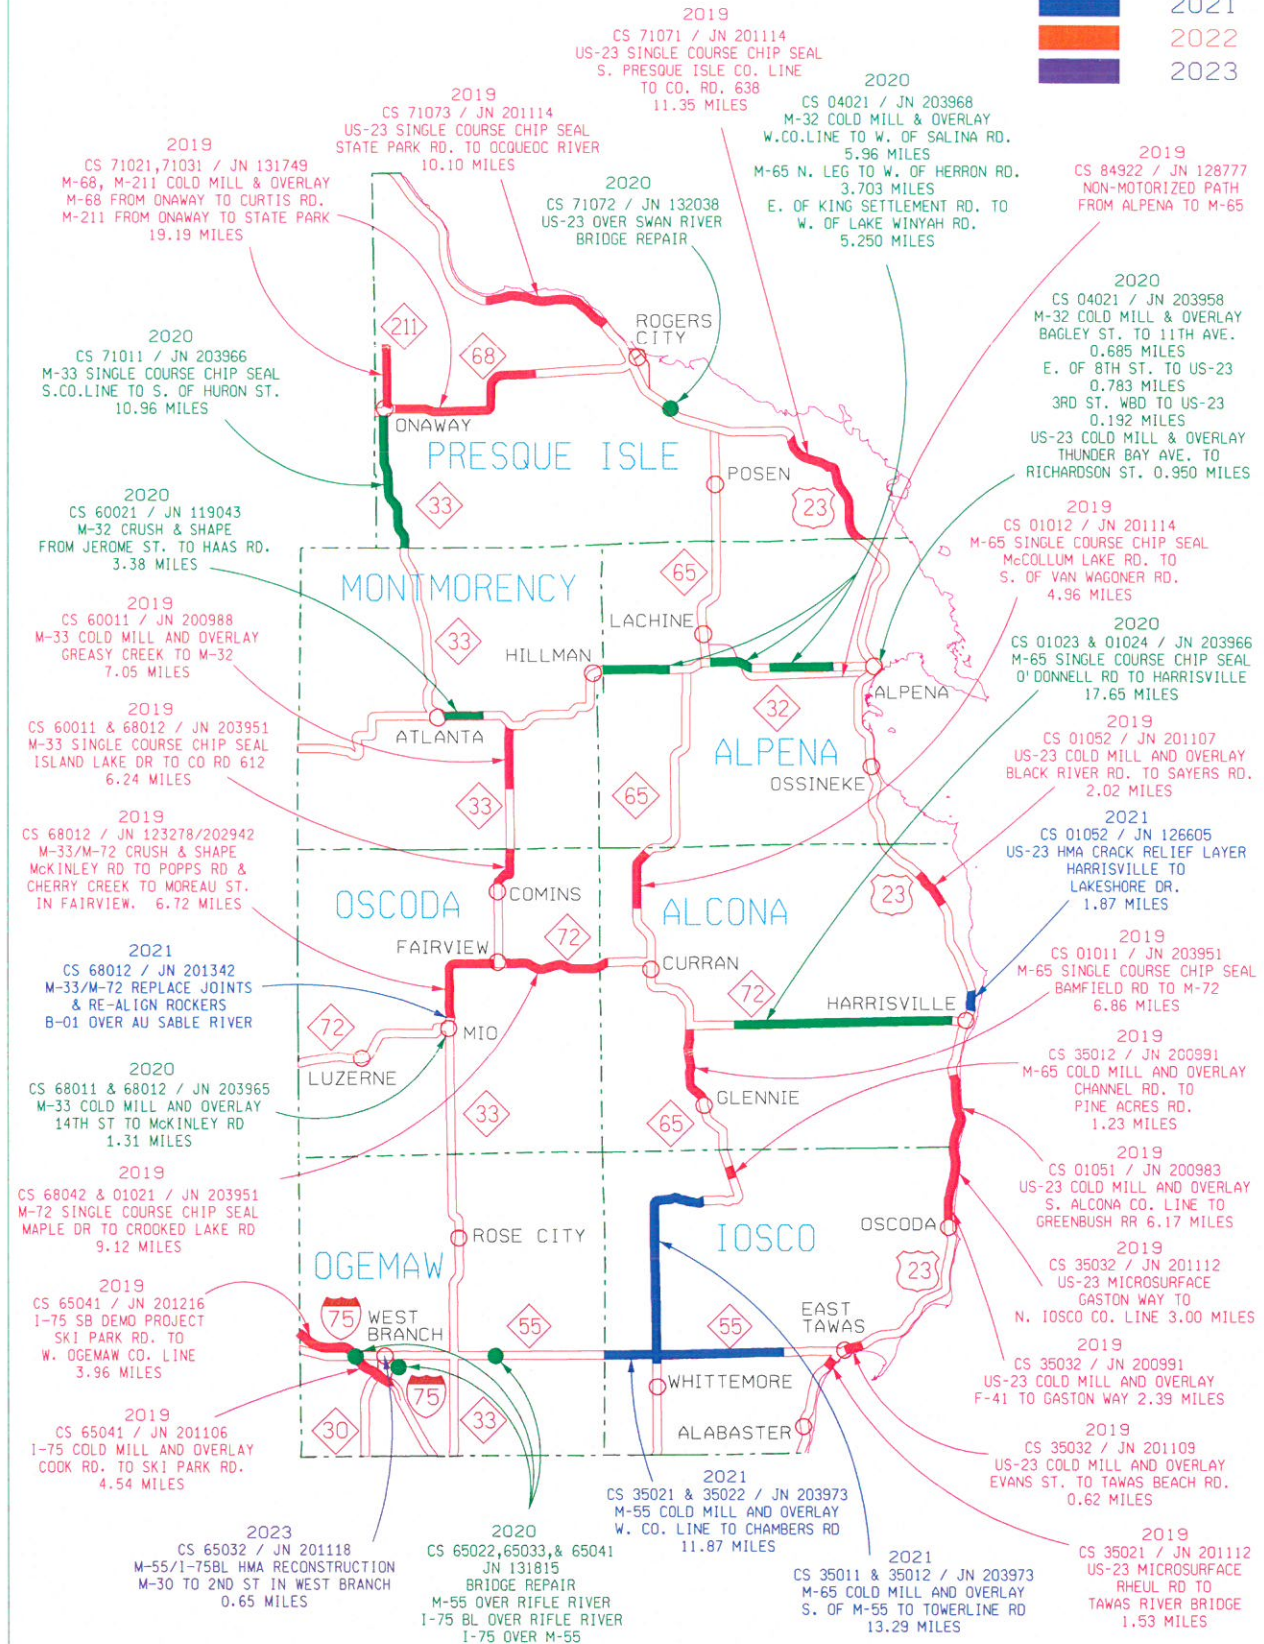 2021
2022
2023
2019
CS 71071 / JN 201114
US-23 SINGLE COURSE CHIP SEAL
S. PRESQUE ISLE CO. LINE
TO CO. RD. 638
11.35 MILES
2019
CS 71073 / JN 201114
US-23 SINGLE COURSE CHIP SEAL
STATE PARK RD. TO OCQUEOC RIVER
10.10 MILES
2020
CS 04021 / JN 203968
M-32 COLD MILL & OVERLAY
W.CO.LINE TO W. OF SALINA RD.
5.96 MILES
M-65 N. LEG TO W. OF HERRON RD.
3.703 MILES
E. OF KING SETTLEMENT RD. TO
W. OF LAKE WINYAH RD.
5.250 MILES
2019
CS 71021,71031 / JN 131749
M-68, M-211 COLD MILL & OVERLAY
M-68 FROM ONAWAY TO CURTIS RD.
M-211 FROM ONAWAY TO STATE PARK
19.19 MILES
2020
CS 71072 / JN 132038
US-23 OVER SWAN RIVER
BRIDGE REPAIR
2019
CS 84922 / JN 128777
NON-MOTORIZED PATH
FROM ALPENA TO M-65
2020
CS 04021 / JN 203958
M-32 COLD MILL & OVERLAY
BAGLEY ST. TO 11TH AVE.
0.685 MILES
E. OF 8TH ST. TO US-23
0.783 MILES
3RD ST. WBD TO US-23
0.192 MILES
US-23 COLD MILL & OVERLAY
THUNDER BAY AVE. TO
RICHARDSON ST. 0.950 MILES
2020
CS 71011 / JN 203966
M-33 SINGLE COURSE CHIP SEAL
S.CO.LINE TO S. OF HURON ST.
10.96 MILES
211
68
ROGERS
CITY
ONAWAY
PRESQUE ISLE
POSEN
33
23
2020
CS 60021 / JN 119043
M-32 CRUSH & SHAPE
FROM JEROME ST. TO HAAS RD.
3.38 MILES
2019
CS 01012 / JN 201114
M-65 SINGLE COURSE CHIP SEAL
McCOLLUM LAKE RD. TO
S. OF VAN WAGONER RD.
4.96 MILES
MONTMORENCY
65
LACHINE
33
HILLMAN
2019
CS 60011 / JN 200988
M-33 COLD MILL AND OVERLAY
GREASY CREEK TO M-32
7.05 MILES
2020
CS 01023 & 01024 / JN 203966
M-65 SINGLE COURSE CHIP SEAL
O'DONNELL RD TO HARRISVILLE
17.65 MILES
ALPENA
32
ATLANTA
ALPENA
OSSINEKE
2019
CS 60011 & 68012 / JN 203951
M-33 SINGLE COURSE CHIP SEAL
ISLAND LAKE DR TO CO RD 612
6.24 MILES
2019
CS 01052 / JN 201107
US-23 COLD MILL AND OVERLAY
BLACK RIVER RD. TO SAYERS RD.
2.02 MILES
33
65
2019
CS 68012 / JN 123278/202942
M-33/M-72 CRUSH & SHAPE
McKINLEY RD TO POPPS RD &
CHERRY CREEK TO MOREAU ST.
IN FAIRVIEW. 6.72 MILES
2021
CS 01052 / JN 126605
US-23 HMA CRACK RELIEF LAYER
HARRISVILLE TO
LAKESHORE DR.
1.87 MILES
OSCODA
COMINS
ALCONA
23
FAIRVIEW
72
CURRAN
2021
CS 68012 / JN 201342
M-33/M-72 REPLACE JOINTS
& RE-ALIGN ROCKERS
B-01 OVER AU SABLE RIVER
2019
CS 01011 / JN 203951
M-65 SINGLE COURSE CHIP SEAL
BAMFIELD RD TO M-72
6.86 MILES
72
HARRISVILLE
72
MIO
LUZERNE
2019
CS 35012 / JN 200991
M-65 COLD MILL AND OVERLAY
CHANNEL RD. TO
PINE ACRES RD.
1.23 MILES
2020
CS 68011 & 68012 / JN 203965
M-33 COLD MILL AND OVERLAY
14TH ST TO McKINLEY RD
1.31 MILES
33
65
GLENNIE
2019
CS 01051 / JN 200983
US-23 COLD MILL AND OVERLAY
S. ALCONA CO. LINE TO
GREENBUSH RR 6.17 MILES
2019
CS 68042 & 01021 / JN 203951
M-72 SINGLE COURSE CHIP SEAL
MAPLE DR TO CROOKED LAKE RD
9.12 MILES
OSCODA
ROSE CITY
IOSCO
OGEMAW
23
2019
CS 35032 / JN 201112
US-23 MICROSURFACE
GASTON WAY TO
N. IOSCO CO. LINE 3.00 MILES
2019
CS 65041 / JN 201216
I-75 SB DEMO PROJECT
SKI PARK RD. TO
W. OGEMAW CO. LINE
3.96 MILES
75
WEST
BRANCH
55
55
EAST
TAWAS
2019
CS 35032 / JN 200991
US-23 COLD MILL AND OVERLAY
F-41 TO GASTON WAY 2.39 MILES
WHITTEMORE
75
33
30
ALABASTER
2019
CS 65041 / JN 201106
I-75 COLD MILL AND OVERLAY
COOK RD. TO SKI PARK RD.
4.54 MILES
2019
CS 35032 / JN 201109
US-23 COLD MILL AND OVERLAY
EVANS ST. TO TAWAS BEACH RD.
0.62 MILES
2021
CS 35021 & 35022 / JN 203973
M-55 COLD MILL AND OVERLAY
W. CO. LINE TO CHAMBERS RD
11.87 MILES
2023
CS 65032 / JN 201118
M-55/I-75BL HMA RECONSTRUCTION
M-30 TO 2ND ST IN WEST BRANCH
0.65 MILES
2020
CS 65022,65033,& 65041
JN 131815
BRIDGE REPAIR
M-55 OVER RIFLE RIVER
I-75 BL OVER RIFLE RIVER
I-75 OVER M-55
2021
CS 35011 & 35012 / JN 203973
M-65 COLD MILL AND OVERLAY
S. OF M-55 TO TOWERLINE RD
13.29 MILES
2019
CS 35021 / JN 201112
US-23 MICROSURFACE
RHEUL RD TO
TAWAS RIVER BRIDGE
1.53 MILES